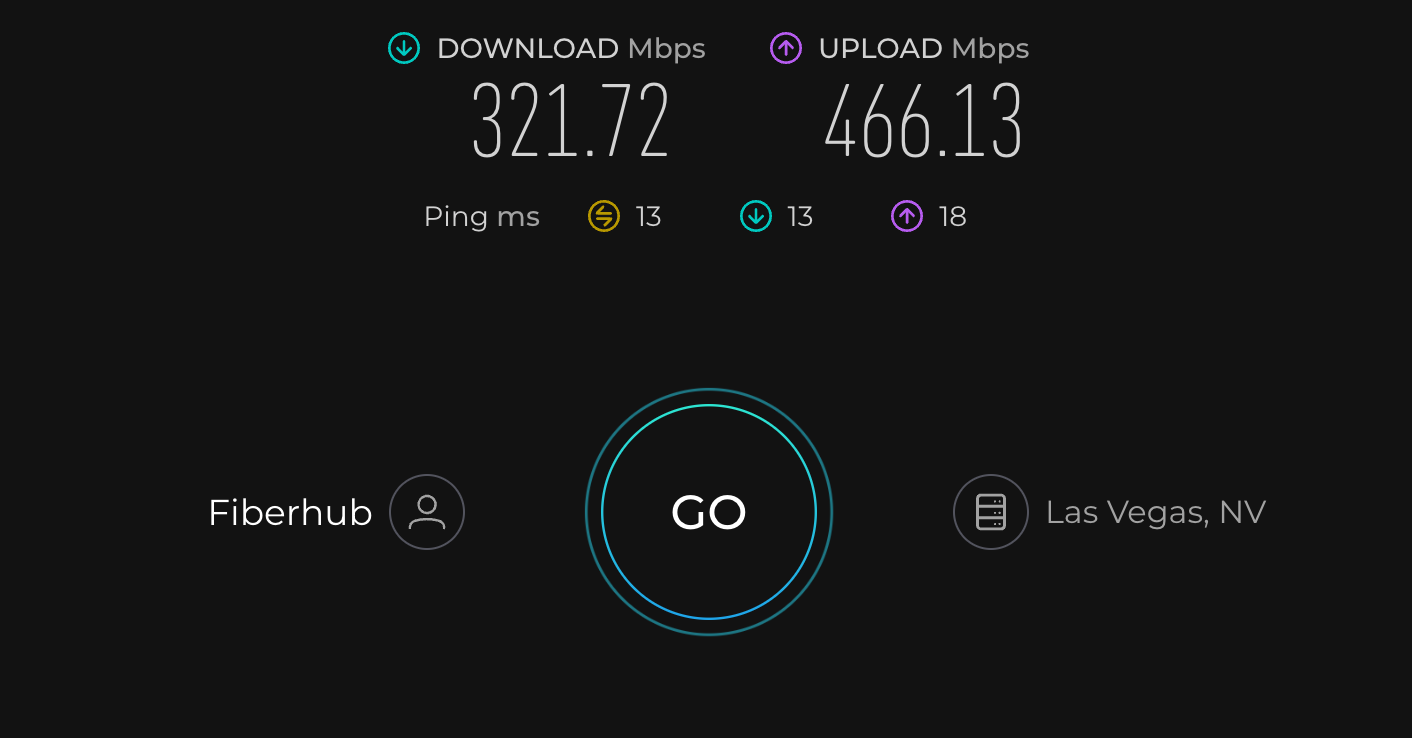 DOWNLOAD Mbps UPLOAD Mbps
321.72 466.13
Ping ms 13 13 18
Fiberhub GO Las Vegas, NV